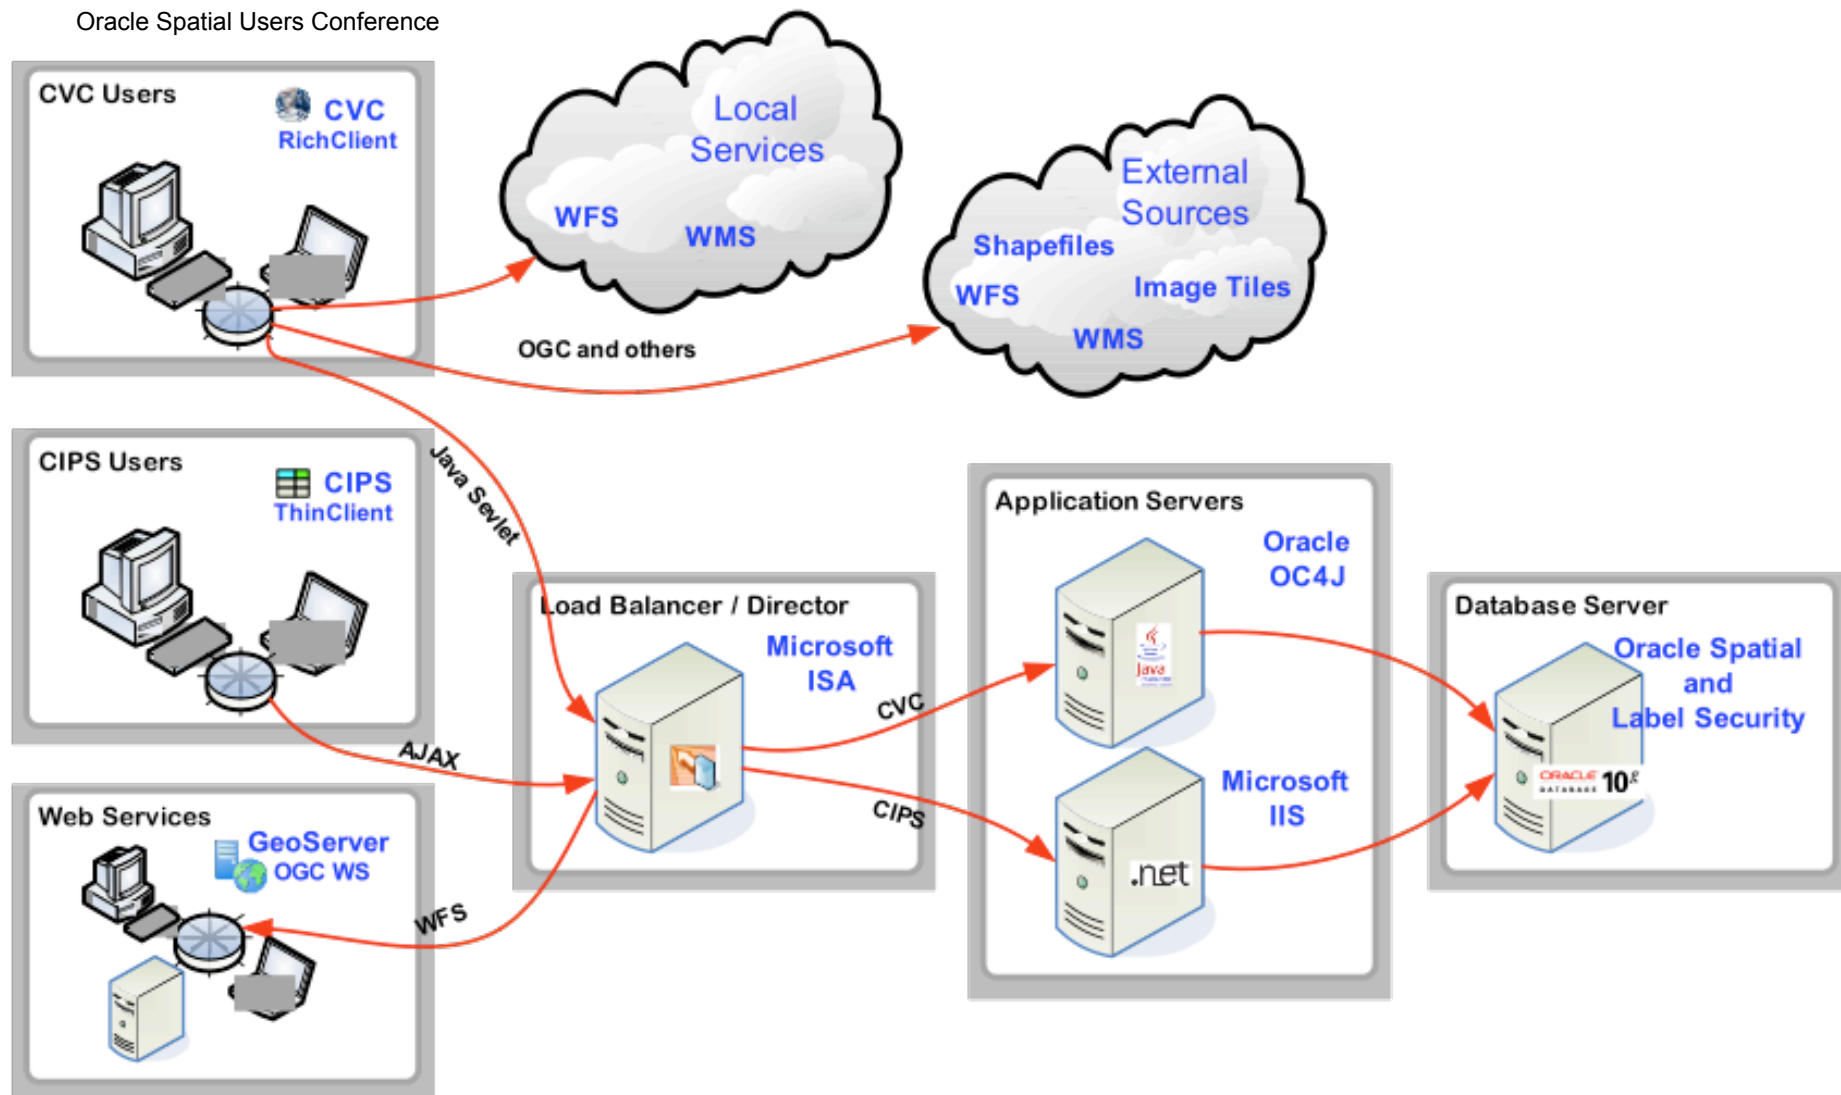 Oracle Spatial Users Conference
CVC Users
CVC
RichClient
Local
Services
WFS
WMS
External
Sources
Shapefiles
WFS
Image Tiles
WMS
OGC and others
Java Sevlet
CIPS Users
CIPS
ThinClient
AJAX
Web Services
GeoServer
OGC WS
WFS
Load Balancer / Director
Microsoft
ISA
CVC
CIPS
Application Servers
Oracle
OC4J
Java
Microsoft
IIS
.net
Database Server
Oracle Spatial
and
Label Security
ORACLE 10g
DATABASE